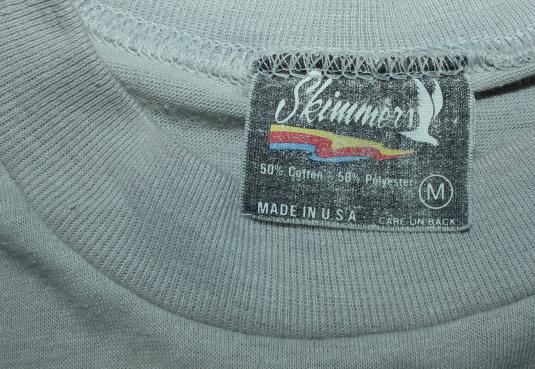 Skimmers
50% Cotton - 50% Polyester
M
MADE IN U.S.A
CARE ON BACK